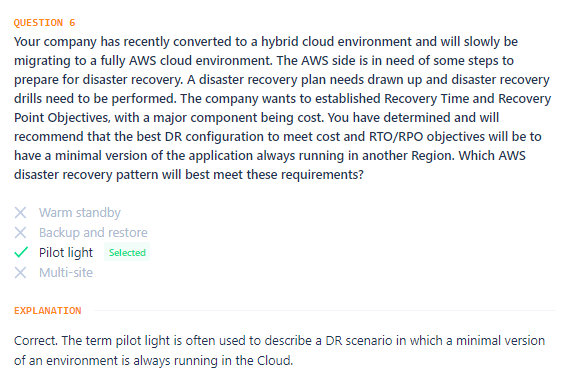 QUESTION 6
Your company has recently converted to a hybrid cloud environment and will slowly be
migrating to a fully AWS cloud environment. The AWS side is in need of some steps to
prepare for disaster recovery. A disaster recovery plan needs drawn up and disaster recovery
drills need to be performed. The company wants to established Recovery Time and Recovery
Point Objectives, with a major component being cost. You have determined and will
recommend that the best DR configuration to meet cost and RTO/RPO objectives will be to
have a minimal version of the application always running in another Region. Which AWS
disaster recovery pattern will best meet these requirements?
Warm standby
Backup and restore
Pilot light Selected
Multi-site
EXPLANATION
Correct. The term pilot light is often used to describe a DR scenario in which a minimal version
of an environment is always running in the Cloud.